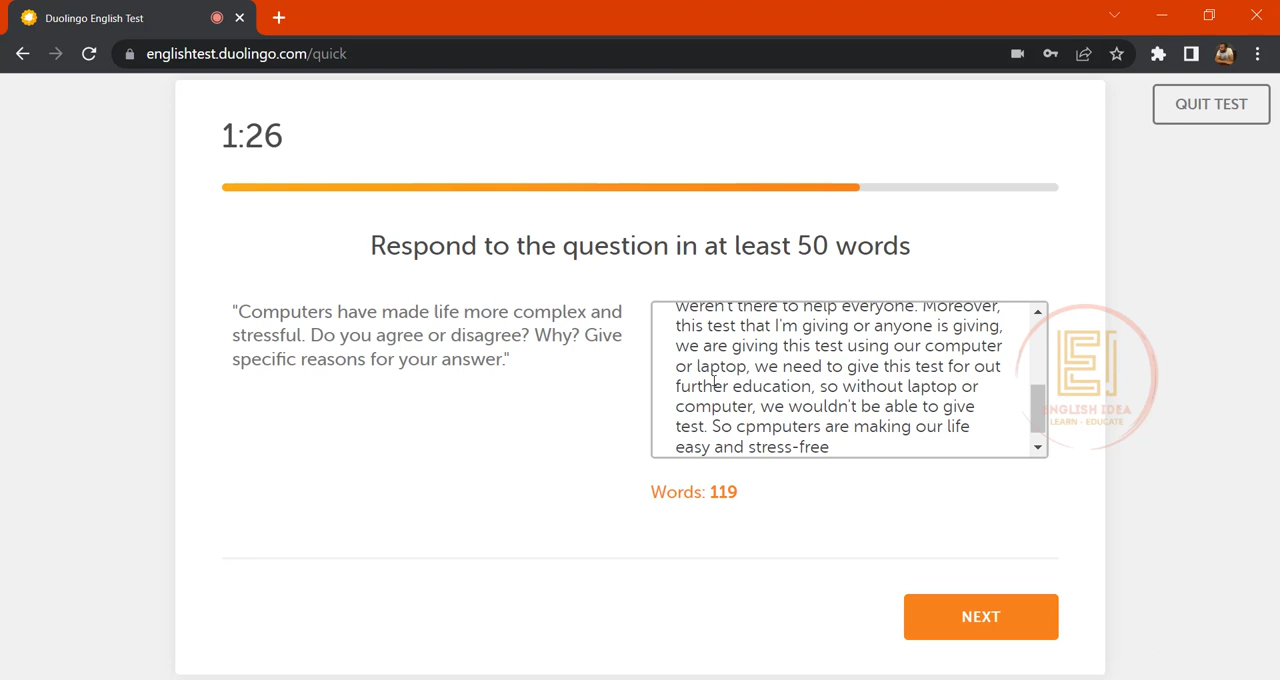 Duolingo English Test
englishtest.duolingo.com/quick
QUIT TEST
1:26
Respond to the question in at least 50 words
"Computers have made life more complex and
stressful. Do you agree or disagree? Why? Give
specific reasons for your answer."
weren't there to help everyone. Moreover,
this test that I'm giving or anyone is giving,
we are giving this test using our computer
or laptop, we need to give this test for out
further education, so without laptop or
computer, we wouldn't be able to give
test. So cpmputers are making our life
easy and stress-free
EI
ENGLISH IDEA
LEARN - EDUCATE
Words: 119
NEXT